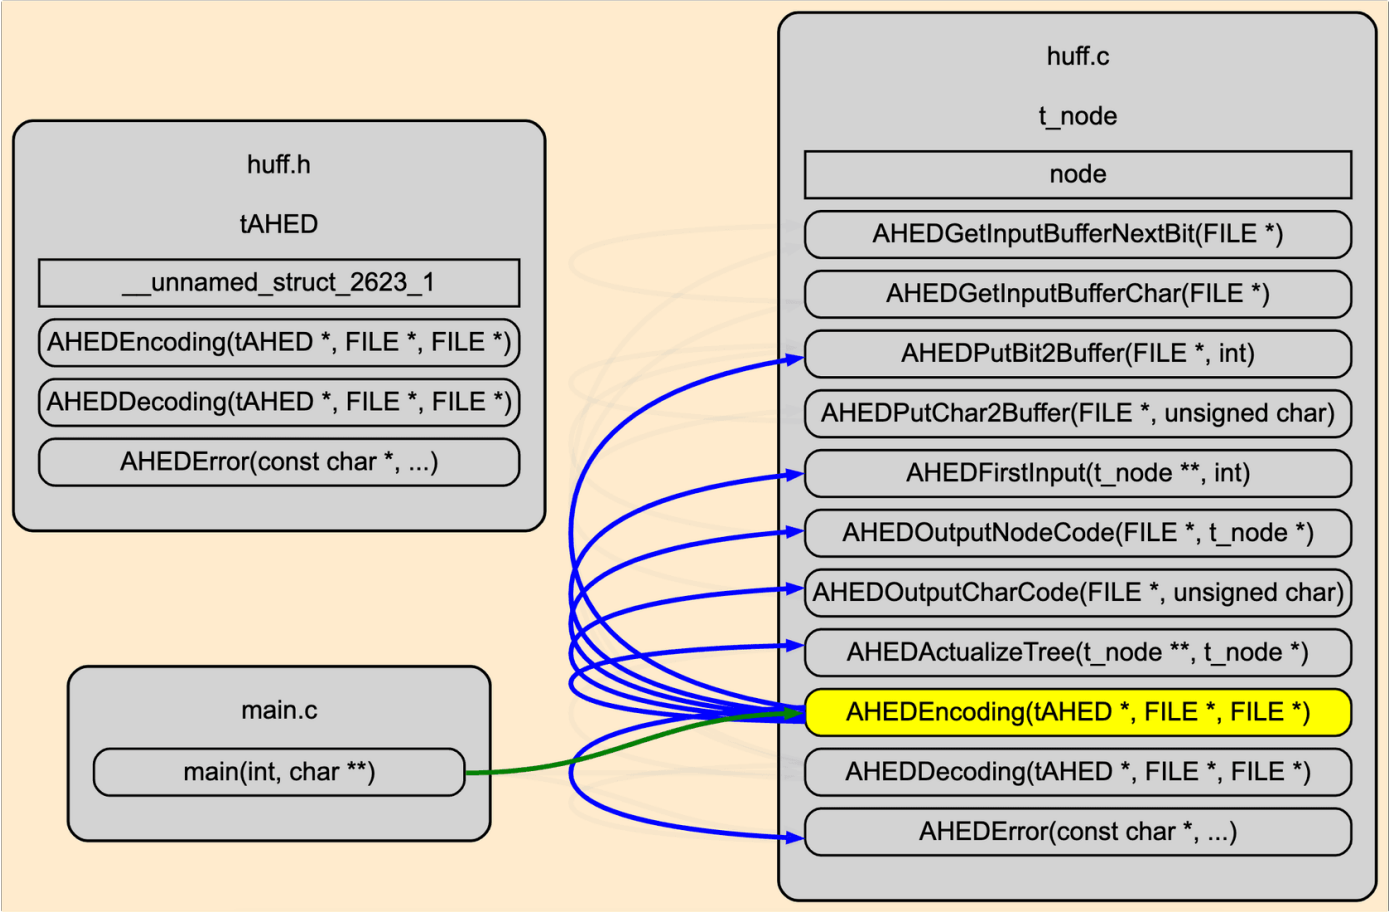 huff.h
tAHED
__unnamed_struct_2623_1
AHEDEncoding(tAHED *, FILE *, FILE *)
AHEDDecoding(tAHED *, FILE *, FILE *)
AHEDError(const char *, ...)
main.c
main(int, char **)
huff.c
t_node
node
AHEDGetInputBufferNextBit(FILE *)
AHEDGetInputBufferChar(FILE *)
AHEDPutBit2Buffer(FILE *, int)
AHEDPutChar2Buffer(FILE *, unsigned char)
AHEDFirstInput(t_node **, int)
AHEDOutputNodeCode(FILE *, t_node *)
AHEDOutputCharCode(FILE *, unsigned char)
AHEDActualizeTree(t_node **, t_node *)
AHEDEncoding(tAHED *, FILE *, FILE *)
AHEDDecoding(tAHED *, FILE *, FILE *)
AHEDError(const char *, ...)